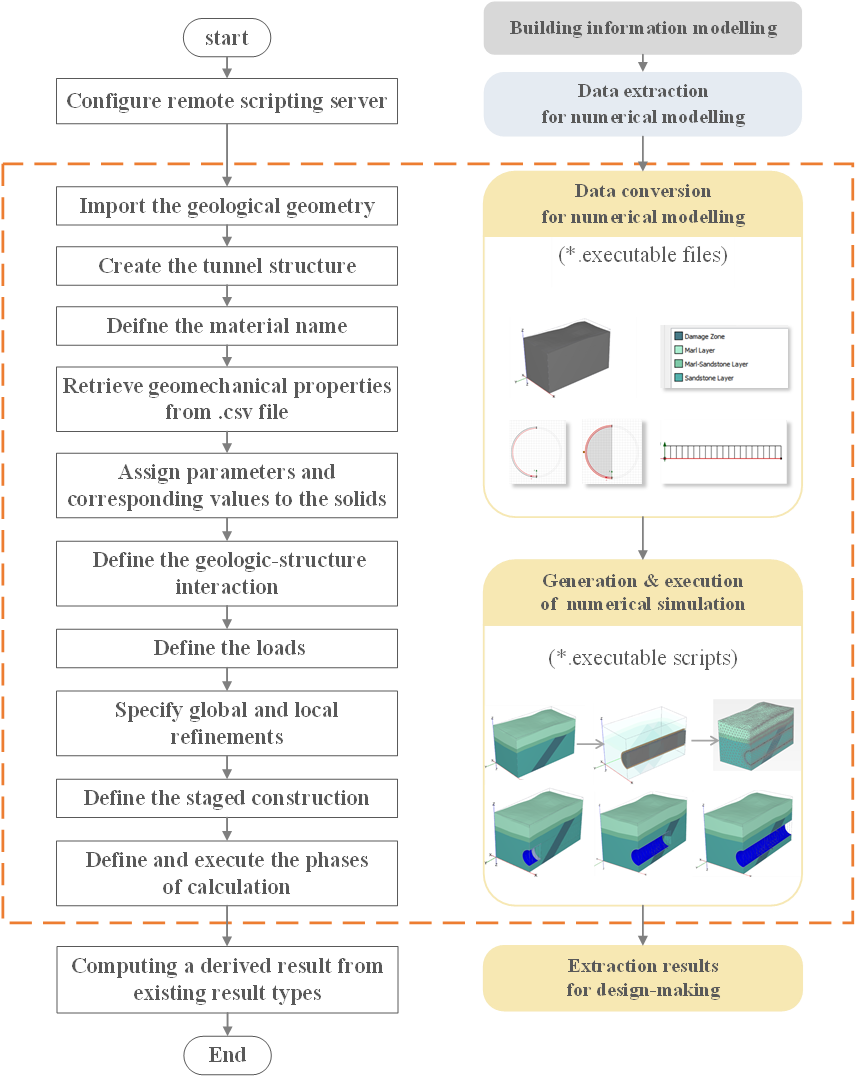 start
Configure remote scripting server
Import the geological geometry
Create the tunnel structure
Deifne the material name
Retrieve geomechanical properties
from .csv file
Assign parameters and
corresponding values to the solids
Define the geologic-structure
interaction
Define the loads
Specify global and local
refinements
Define the staged construction
Define and execute the phases
of calculation
Computing a derived result from
existing result types
End
Building information modelling
Data extraction
for numerical modelling
Data conversion
for numerical modelling
(*.executable files)
Damage Zone
Marl Layer
Marl-Sandstone Layer
Sandstone Layer
Generation & execution
of numerical simulation
(*.executable scripts)
Extraction results
for design-making